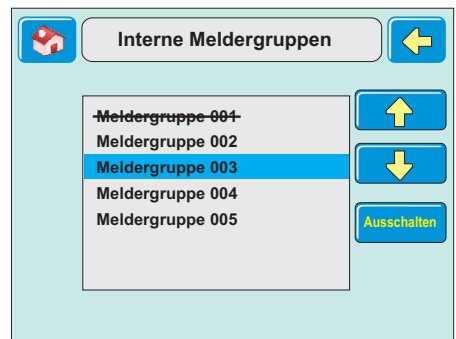 Interne Meldergruppen
Meldergruppe 001
Meldergruppe 002
Meldergruppe 003
Meldergruppe 004
Meldergruppe 005
Ausschalten